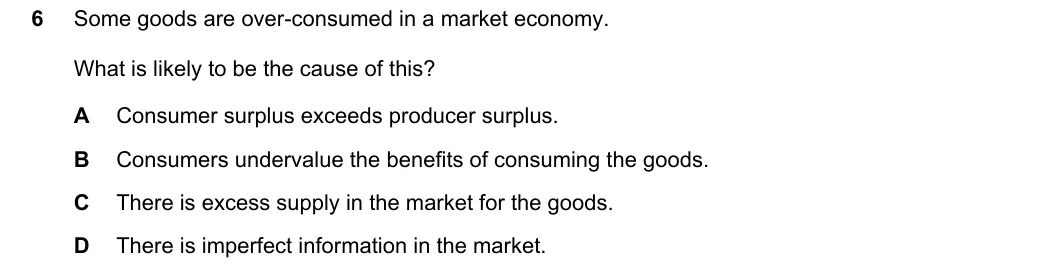 6 Some goods are over-consumed in a market economy.
What is likely to be the cause of this?
A Consumer surplus exceeds producer surplus.
B Consumers undervalue the benefits of consuming the goods.
C There is excess supply in the market for the goods.
D There is imperfect information in the market.